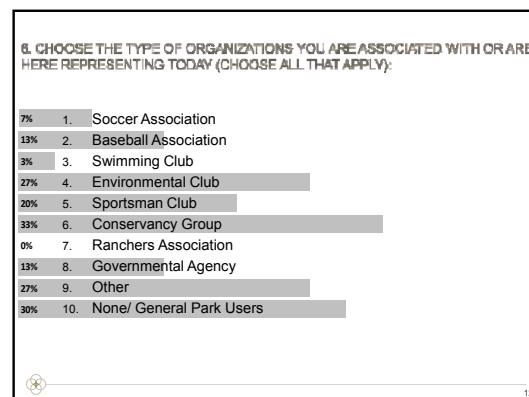 6. CHOOSE THE TYPE OF ORGANIZATIONS YOU ARE ASSOCIATED WITH OR ARE
HERE REPRESENTING TODAY (CHOOSE ALL THAT APPLY):
7% 1. Soccer Association
13% 2. Baseball Association
3% 3. Swimming Club
27% 4. Environmental Club
20% 5. Sportsman Club
33% 6. Conservancy Group
0% 7. Ranchers Association
13% 8. Governmental Agency
27% 9. Other
30% 10. None/ General Park Users